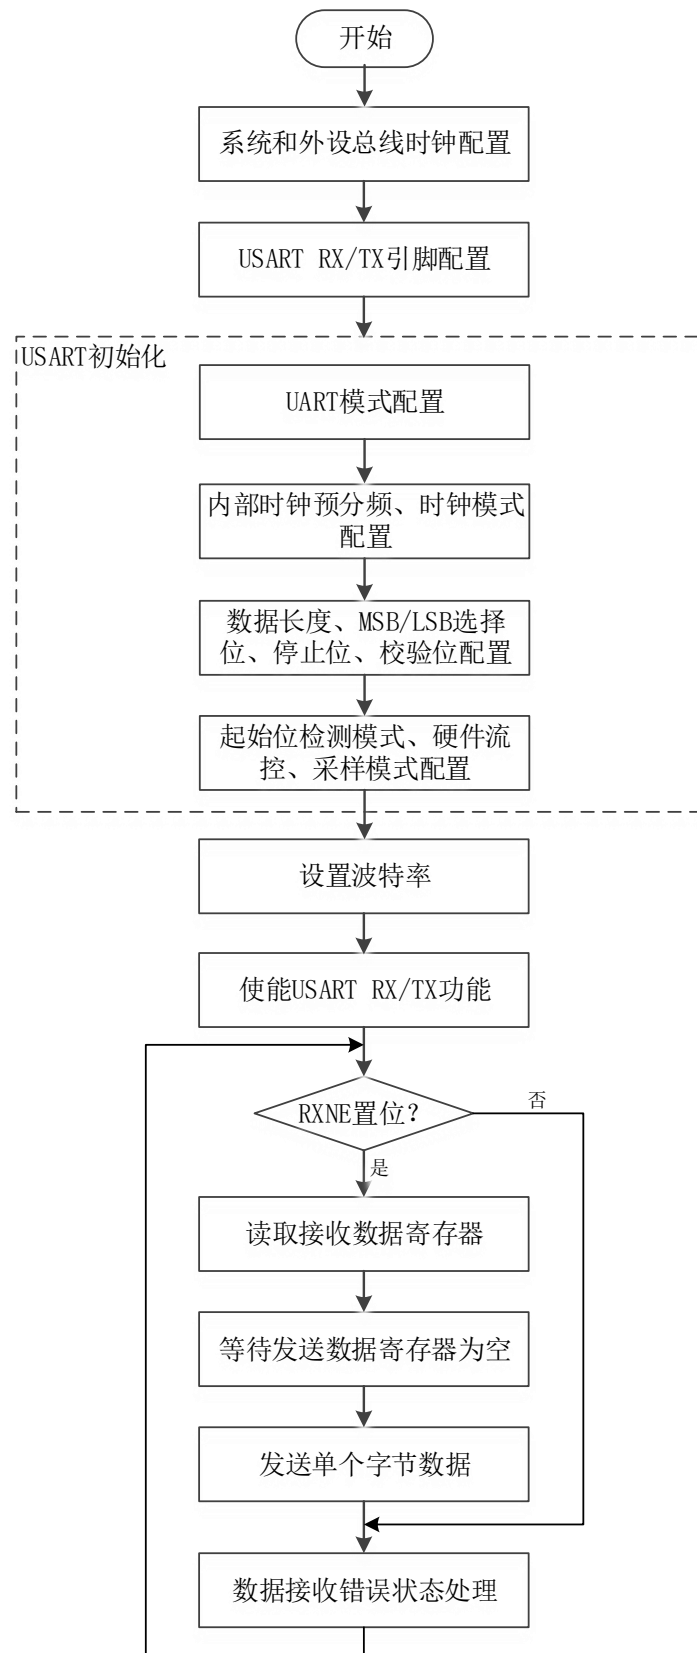 开始
系统和外设总线时钟配置
USART RX/TX引脚配置
USART初始化
UART模式配置
内部时钟预分频、时钟模式
配置
数据长度、MSB/LSB选择
位、停止位、校验位配置
起始位检测模式、硬件流
控、采样模式配置
设置波特率
使能USART RX/TX功能
RXNE置位?
否
是
读取接收数据寄存器
等待发送数据寄存器为空
发送单个字节数据
数据接收错误状态处理